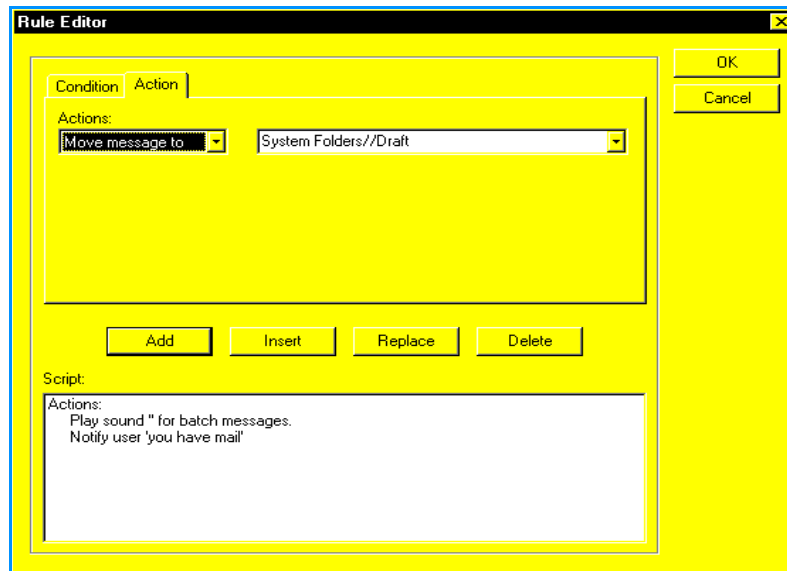 Rule Editor
OK
Cancel
Condition Action
Actions:
Move message to System Folders//Draft
Add Insert Replace Delete
Script:
Actions:
Play sound '' for batch messages.
Notify user 'you have mail'